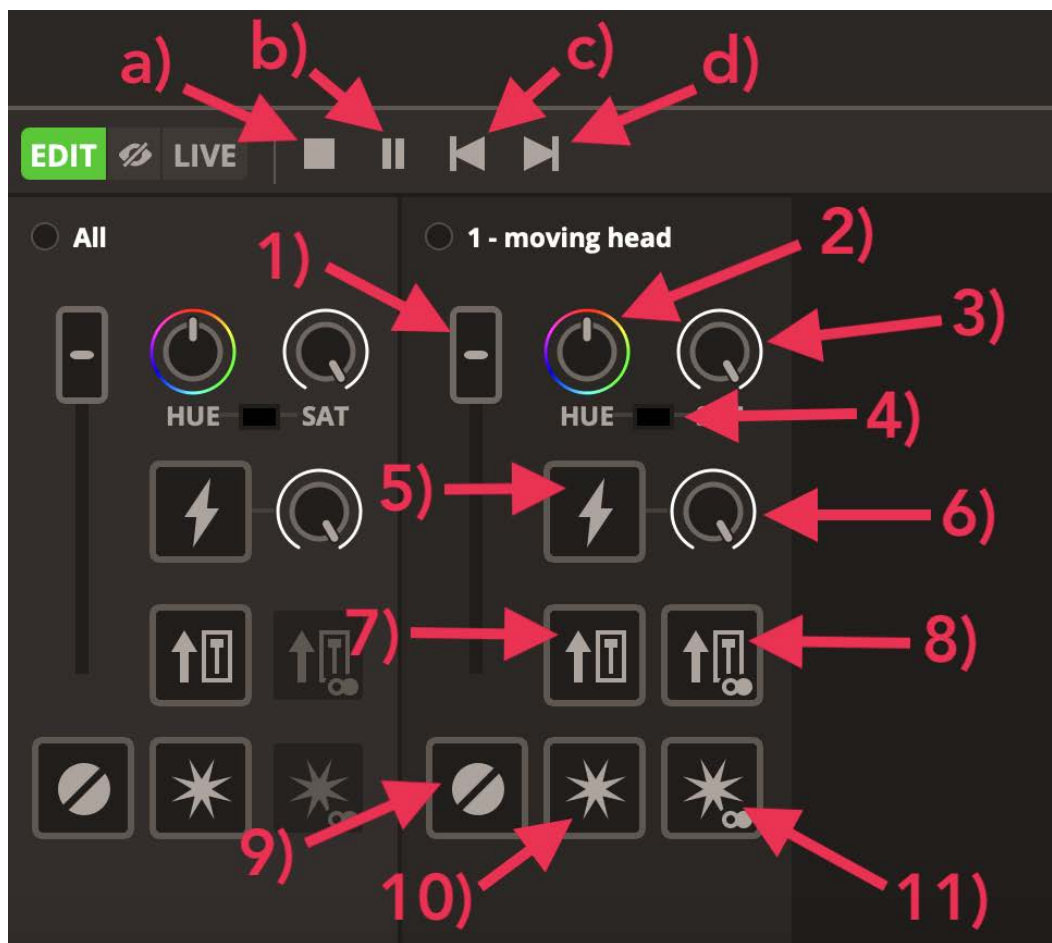 a) b) c) d)
EDIT LIVE
All 1 - moving head
1) 2) 3)
HUE SAT HUE
4)
5) 6)
7) 8)
9) 10) 11)